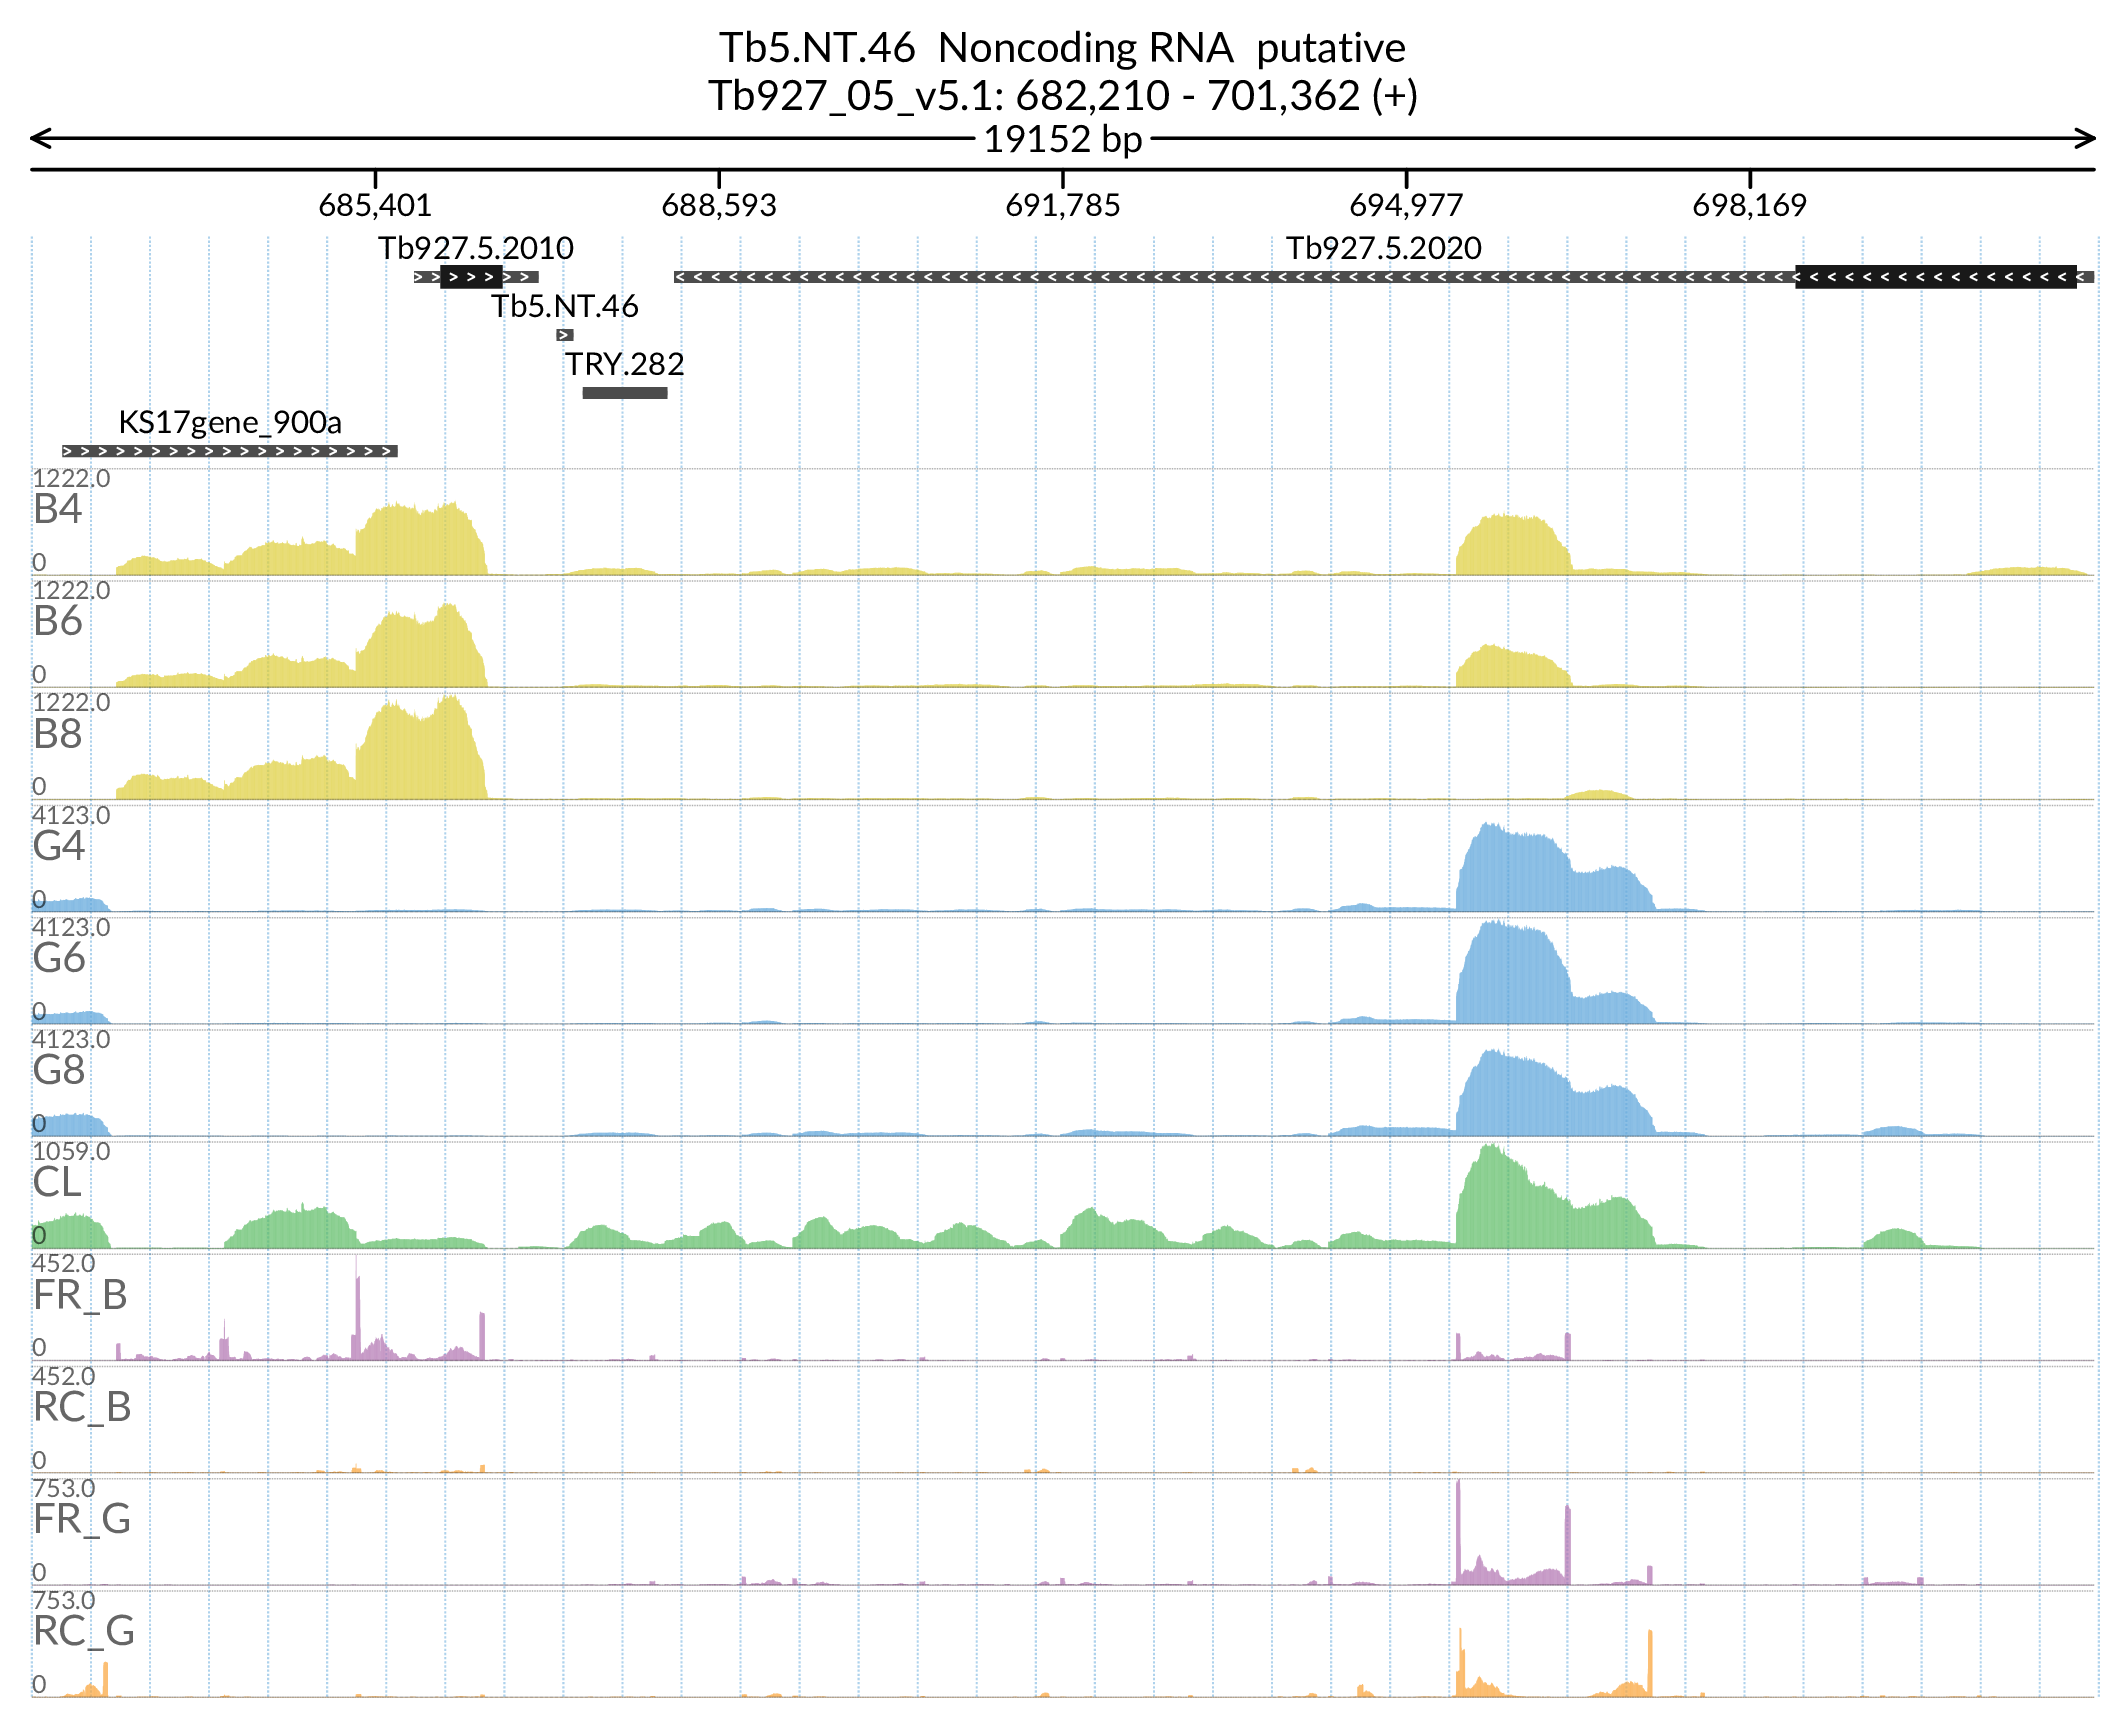 Tb5.NT.46  Noncoding RNA  putative
Tb927_05_v5.1: 682,210 - 701,362 (+)
19152 bp
685,401 688,593 691,785 694,977 698,169
Tb927.5.2010 Tb927.5.2020
Tb5.NT.46
TRY.282
KS17gene_900a
1222.0
B4
0
1222.0
B6
0
1222.0
B8
0
4123.0
G4
0
4123.0
G6
0
4123.0
G8
0
1059.0
CL
0
452.0
FR_B
0
452.0
RC_B
0
753.0
FR_G
0
753.0
RC_G
0